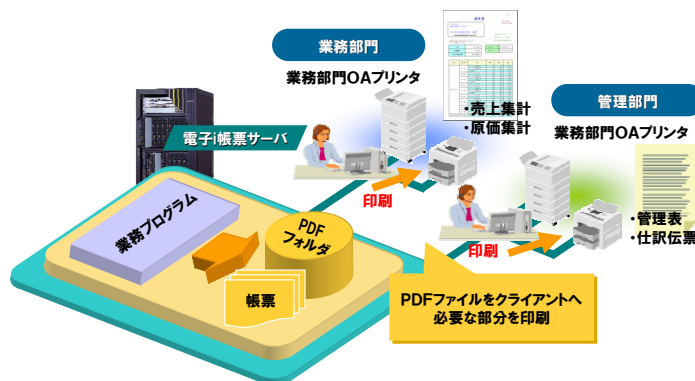 業務部門
業務部門OAプリンタ
・売上集計
・原価集計
管理部門
業務部門OAプリンタ
・管理表
・仕訳伝票
電子i帳票サーバ
印刷
印刷
業務プログラム
PDF
フォルダ
帳票
PDFファイルをクライアントへ
必要な部分を印刷